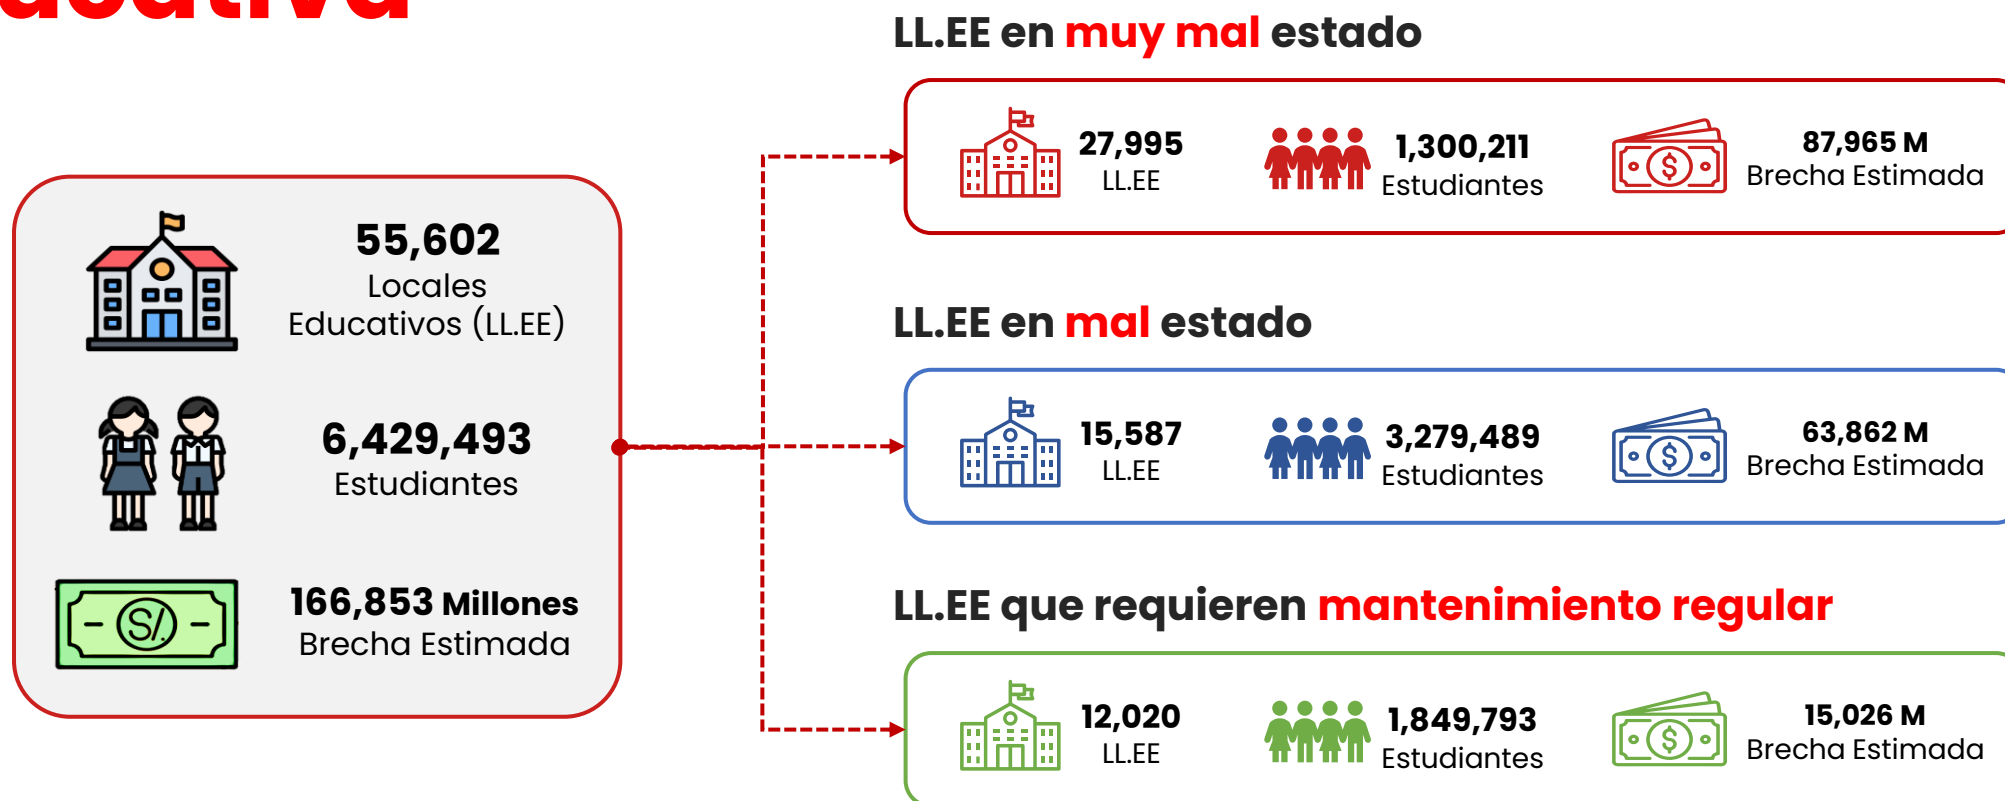 55,602
Locales
Educativos (LL.EE)
6,429,493
Estudiantes
S/.
166,853 Millones
Brecha Estimada
LL.EE en muy mal estado
27,995
LL.EE
1,300,211
Estudiantes
$
87,965 M
Brecha Estimada
LL.EE en mal estado
15,587
LL.EE
3,279,489
Estudiantes
$
63,862 M
Brecha Estimada
LL.EE que requieren mantenimiento regular
12,020
LL.EE
1,849,793
Estudiantes
$
15,026 M
Brecha Estimada